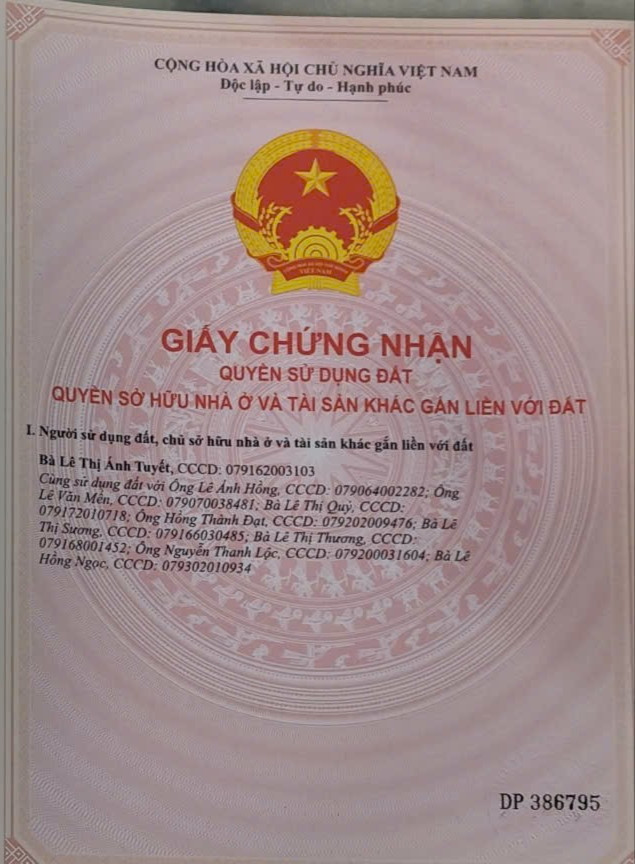 CỘNG HÒA XÃ HỘI CHỦ NGHĨA VIỆT NAM
Độc lập - Tự do - Hạnh phúc
VIỆT NAM
GIẤY CHỨNG NHẬN
QUYỀN SỬ DỤNG ĐẤT
QUYỀN SỞ HỮU NHÀ Ở VÀ TÀI SẢN KHÁC GẮN LIỀN VỚI ĐẤT
I. Người sử dụng đất, chủ sở hữu nhà ở và tài sản khác gắn liền với đất
Bà Lê Thị Ánh Tuyết, CCCD: 079162003103
Cùng sử dụng đất với Ông Lê Ánh Hồng, CCCD: 079064002282; Ông
Lê Văn Mến, CCCD: 079070038481; Bà Lê Thị Quý, CCCD:
079172010718; Ông Hồng Thành Đạt, CCCD: 079202009476; Bà Lê
Thị Sương, CCCD: 079166030485; Bà Lê Thị Thương, CCCD:
079168001452; Ông Nguyễn Thanh Lộc, CCCD: 079200031604; Bà Lê
Hồng Ngọc, CCCD: 079302010934
DP 386795